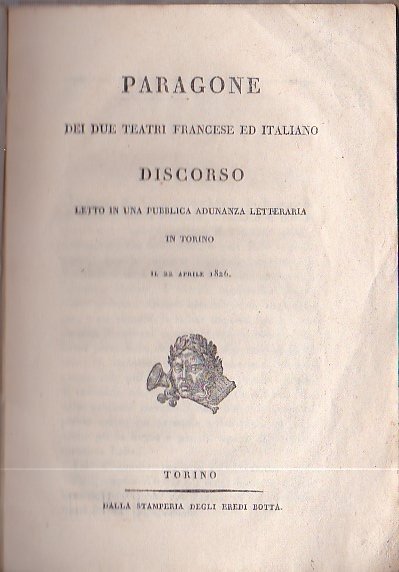 PARAGONE
DEI DUE TEATRI FRANCESE ED ITALIANO
DISCORSO
LETTO IN UNA PUBBLICA ADUNANZA LETTERARIA
IN TORINO
IL 22 APRILE 1826.
TORINO
DALLA STAMPERIA DEGLI EREDI BOTTA.